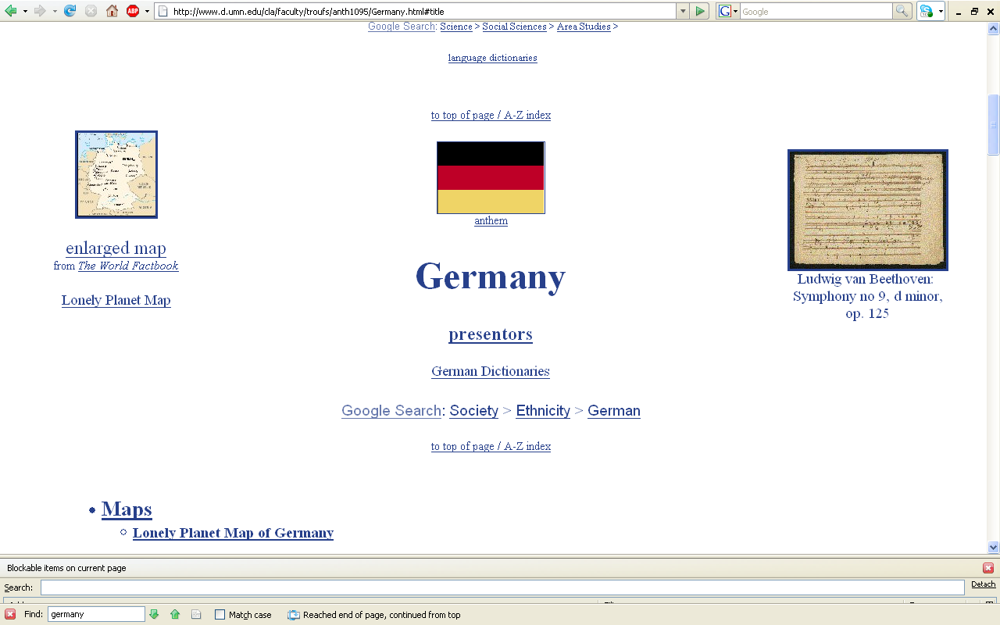 http://www.d.umn.edu/cla/faculty/troufs/anth1095/Germany.html#title
Google
ABP
Google Search: Science > Social Sciences > Area Studies >
language dictionaries
to top of page / A-Z index
anthem
enlarged map
from The World Factbook
Lonely Planet Map
Germany
Ludwig van Beethoven:
Symphony no 9, d minor,
op. 125
presentors
German Dictionaries
Google Search: Society > Ethnicity > German
to top of page / A-Z index
• Maps
Lonely Planet Map of Germany
Blockable items on current page
Search:
Detach
Find: germany
Match case
Reached end of page, continued from top